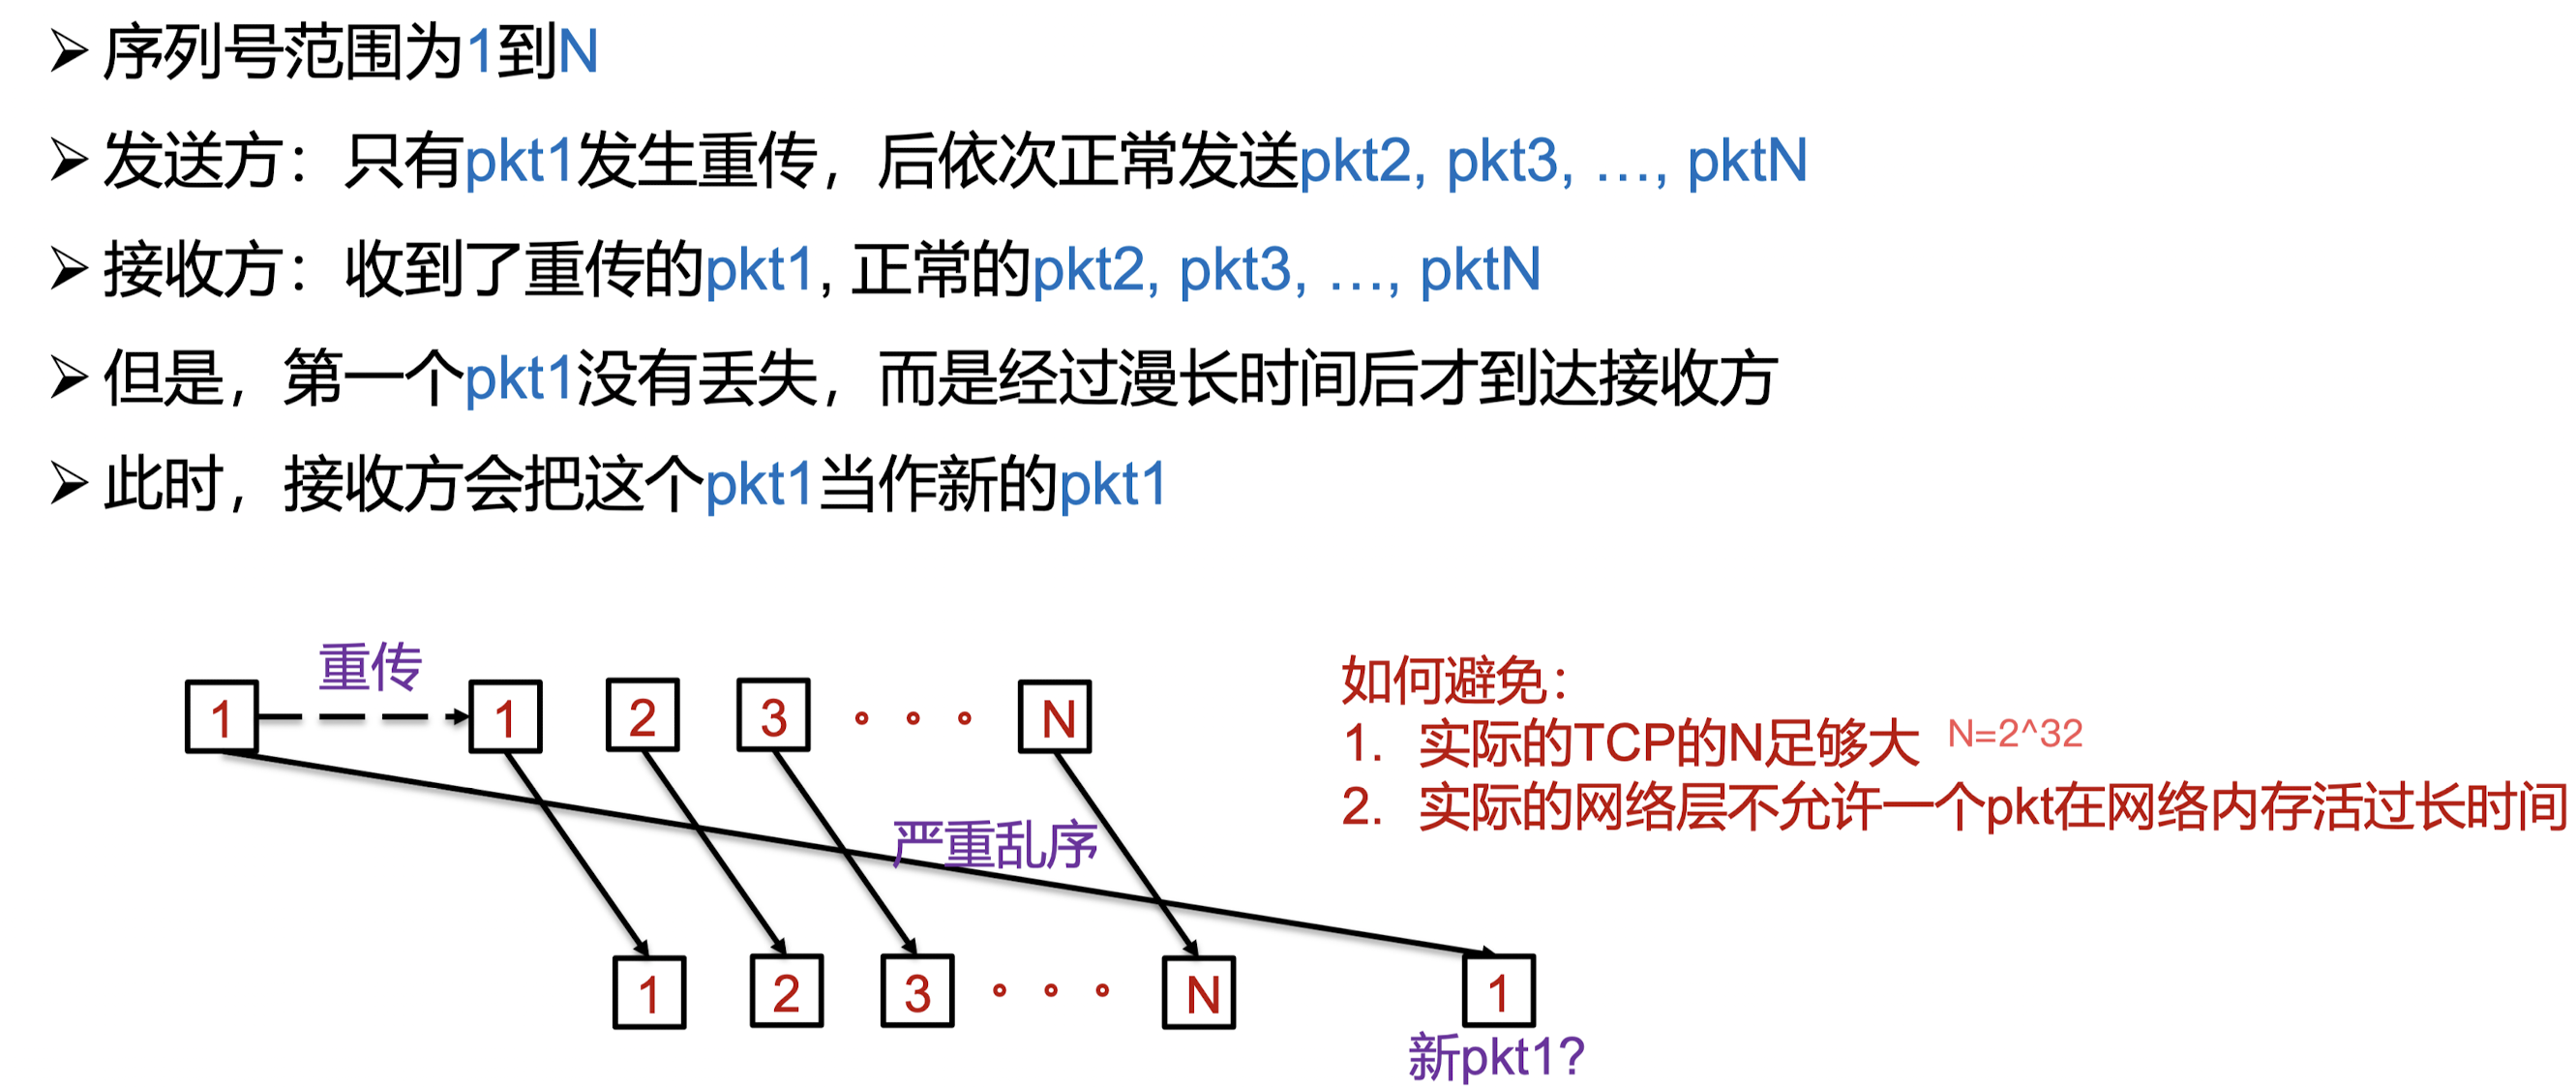 序列号范围为1到N
发送方：只有pkt1发生重传，后依次正常发送pkt2, pkt3, …, pktN
接收方：收到了重传的pkt1, 正常的pkt2, pkt3, …, pktN
但是，第一个pkt1没有丢失，而是经过漫长时间后才到达接收方
此时，接收方会把这个pkt1当作新的pkt1
重传
1 1 2 3 。。。 N
严重乱序
1 2 3 。。。 N 1
新pkt1?
如何避免：
1. 实际的TCP的N足够大 N=2^32
2. 实际的网络层不允许一个pkt在网络内存活过长时间